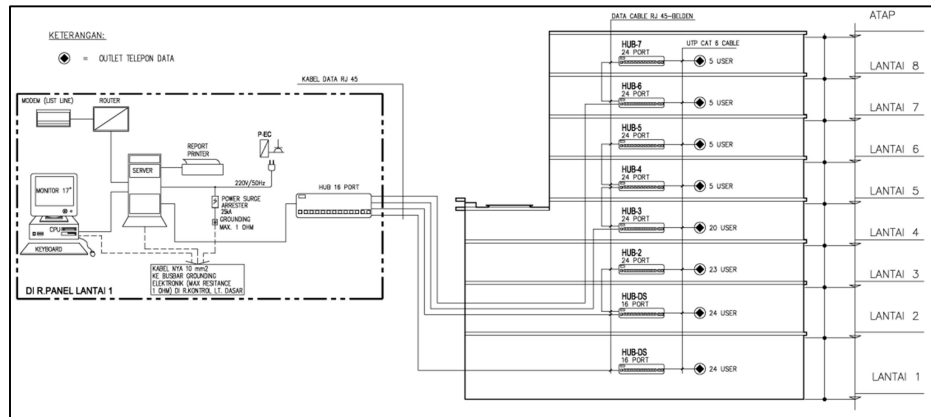 KETERANGAN:
= OUTLET TELEPON DATA
MODEM (LIST LINE)
ROUTER
SERVER
REPORT
PRINTER
P-EC
220V/50Hz
MONITOR 17"
CPU
KEYBOARD
POWER SURGE
ARRESTER
25kA
GROUNDING
MAX. 1 OHM
HUB 16 PORT
KABEL NYA 10 mm2
KE BUSBAR GROUNDING
ELEKTRONIK (MAX RESITANCE
1 OHM) DI R.KONTROL LT. DASAR
DI R.PANEL LANTAI 1
KABEL DATA RJ 45
DATA CABLE RJ 45-BELDEN
UTP CAT 6 CABLE
HUB-7
24 PORT
5 USER
HUB-6
24 PORT
5 USER
HUB-5
24 PORT
5 USER
HUB-4
24 PORT
5 USER
HUB-3
24 PORT
20 USER
HUB-2
24 PORT
23 USER
HUB-DS
16 PORT
24 USER
HUB-DS
16 PORT
24 USER
ATAP
LANTAI 8
LANTAI 7
LANTAI 6
LANTAI 5
LANTAI 4
LANTAI 3
LANTAI 2
LANTAI 1